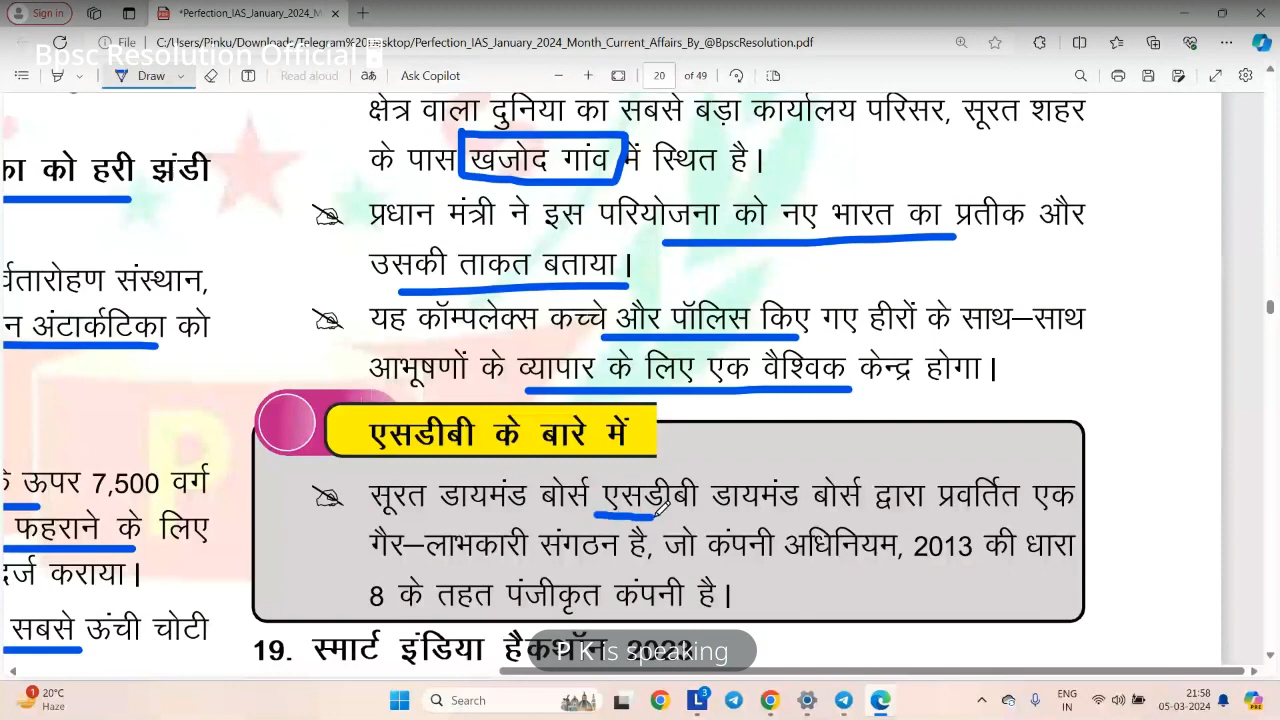 Sign in
*Perfection_IAS_January_2024_M
File
C:/Users/Pinku/Downloads/Telegram%20Desktop/Perfection_IAS_January_2024_Month_Current_Affairs_By_@BpscResolution.pdf
Bpsc Resolution Official
Draw
Read aloud
Ask Copilot
20 of 49
का को हरी झंडी
र्वतारोहण संस्थान,
न अंटार्कटिका को
ऊपर 7,500 वर्ग
फहराने के लिए
दर्ज कराया।
सबसे ऊंची चोटी
क्षेत्र वाला दुनिया का सबसे बड़ा कार्यालय परिसर, सूरत शहर
के पास खजोद गांव में स्थित है।
प्रधान मंत्री ने इस परियोजना को नए भारत का प्रतीक और
उसकी ताकत बताया।
यह कॉम्पलेक्स कच्चे और पॉलिस किए गए हीरों के साथ–साथ
आभूषणों के व्यापार के लिए एक वैश्विक केन्द्र होगा।
एसडीबी के बारे में
सूरत डायमंड बोर्स एसडीबी डायमंड बोर्स द्वारा प्रवर्तित एक
गैर–लाभकारी संगठन है, जो कंपनी अधिनियम, 2013 की धारा
8 के तहत पंजीकृत कंपनी है।
19. स्मार्ट इंडिया हैकशॉन
P K is speaking
1
20°C
Haze
Search
3
ENG
IN
21:58
05-03-2024